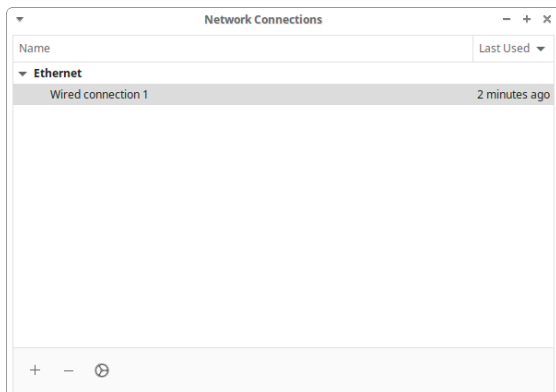 Network Connections
Name Last Used
Ethernet
Wired connection 1 2 minutes ago